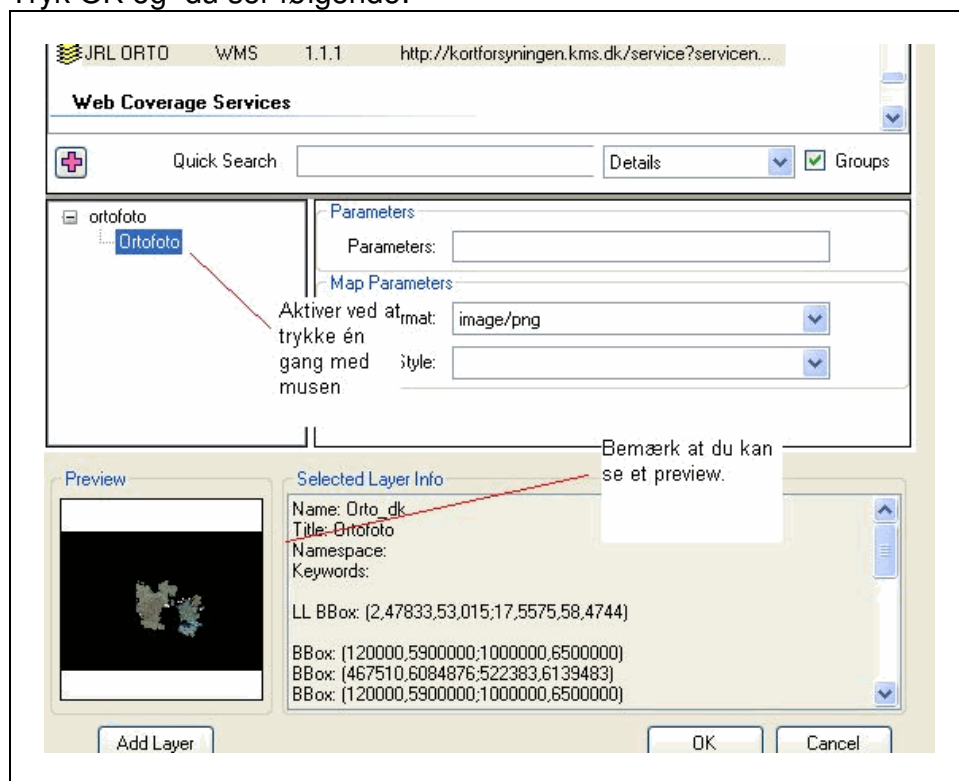 Tryk OK og da ser følgende:
JRL ORTO WMS 1.1.1 http://kortforsyningen.kms.dk/service?servicen...
Web Coverage Services
Quick Search Details Groups
ortofoto
Ortofoto
Parameters
Parameters:
Map Parameters
Aktiver ved at
trykke én
gang med
musen
rmat: image/png
Style:
Bemærk at du kan
se et preview.
Preview
Selected Layer Info
Name: Orto_dk
Title: Ortofoto
Namespace:
Keywords:
LL BBox: (2,47833,53,015;17,5575,58,4744)
BBox: (120000,5900000;1000000,6500000)
BBox: (467510,6084876;522383,6139483)
BBox: (120000,5900000;1000000,6500000)
Add Layer OK Cancel